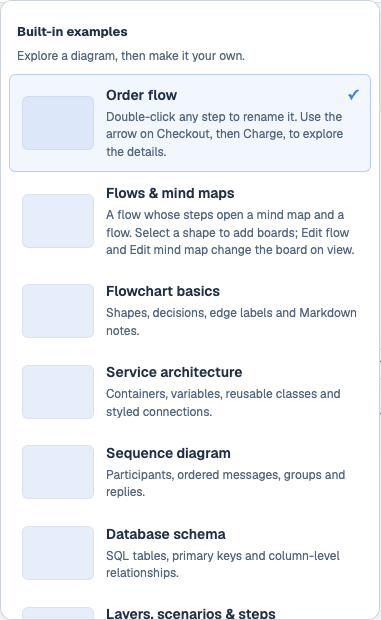 Built-in examples
Explore a diagram, then make it your own.
Order flow
Double-click any step to rename it. Use the
arrow on Checkout, then Charge, to explore
the details.
Flows & mind maps
A flow whose steps open a mind map and a
flow. Select a shape to add boards; Edit flow
and Edit mind map change the board on view.
Flowchart basics
Shapes, decisions, edge labels and Markdown
notes.
Service architecture
Containers, variables, reusable classes and
styled connections.
Sequence diagram
Participants, ordered messages, groups and
replies.
Database schema
SQL tables, primary keys and column-level
relationships.
Layers, scenarios & steps